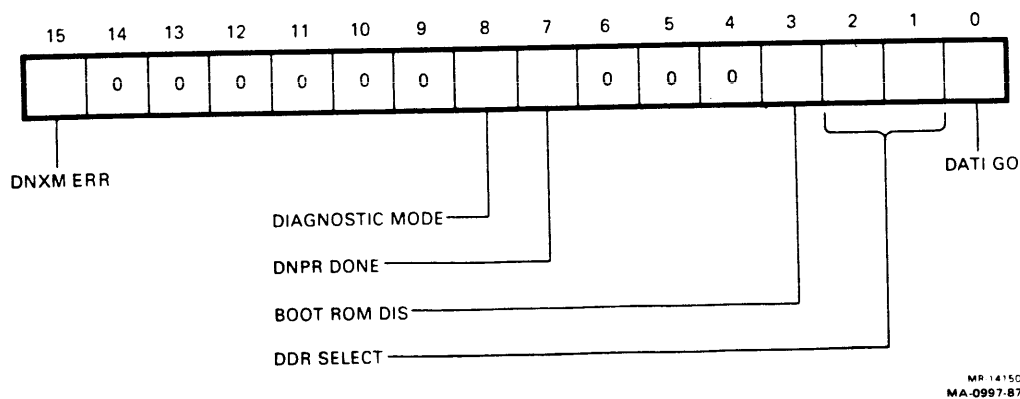 15 14 13 12 11 10 9 8 7 6 5 4 3 2 1 0
0 0 0 0 0 0 0 0 0
DNXM ERR
DATI GO
DIAGNOSTIC MODE
DNPR DONE
BOOT ROM DIS
DDR SELECT
MR-14150
MA-0997-87